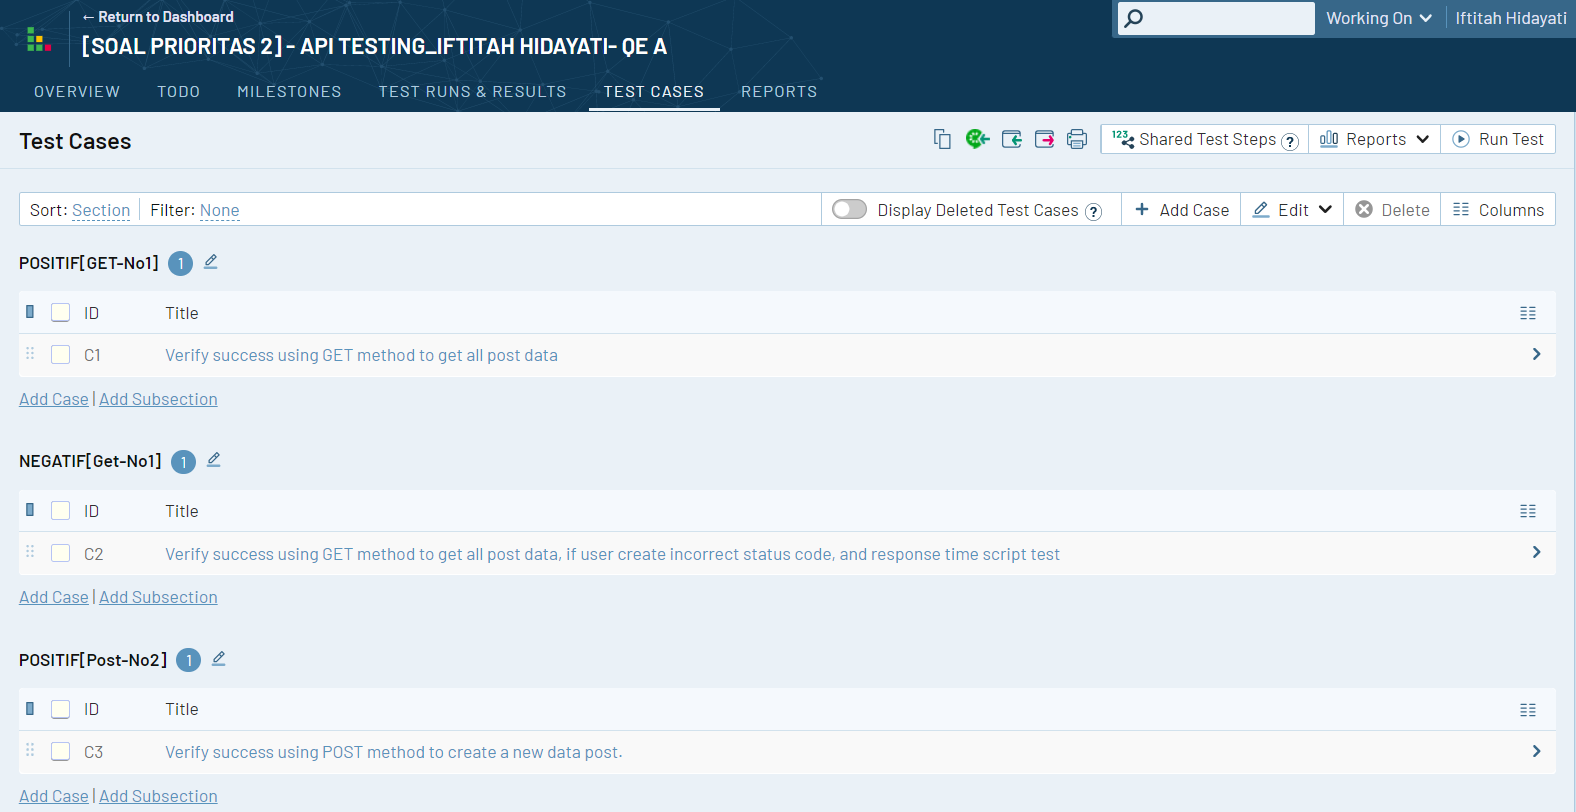 ← Return to Dashboard
[SOAL PRIORITAS 2] - API TESTING_IFTITAH HIDAYATI- QE A
Working On
Iftitah Hidayati
OVERVIEW TODO MILESTONES TEST RUNS & RESULTS TEST CASES REPORTS
Test Cases
123 Shared Test Steps ? Reports Run Test
Sort: Section Filter: None
Display Deleted Test Cases ? + Add Case Edit Delete Columns
POSITIF[GET-No1] 1
ID Title
C1 Verify success using GET method to get all post data
Add Case | Add Subsection
NEGATIF[Get-No1] 1
ID Title
C2 Verify success using GET method to get all post data, if user create incorrect status code, and response time script test
Add Case | Add Subsection
POSITIF[Post-No2] 1
ID Title
C3 Verify success using POST method to create a new data post.
Add Case | Add Subsection